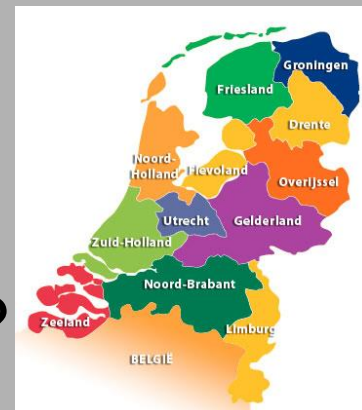 Groningen
Friesland
Drente
Noord-
Holland
Flevoland
Overijssel
Utrecht
Gelderland
Zuid-Holland
Noord-Brabant
Zeeland
Limburg
BELGIË